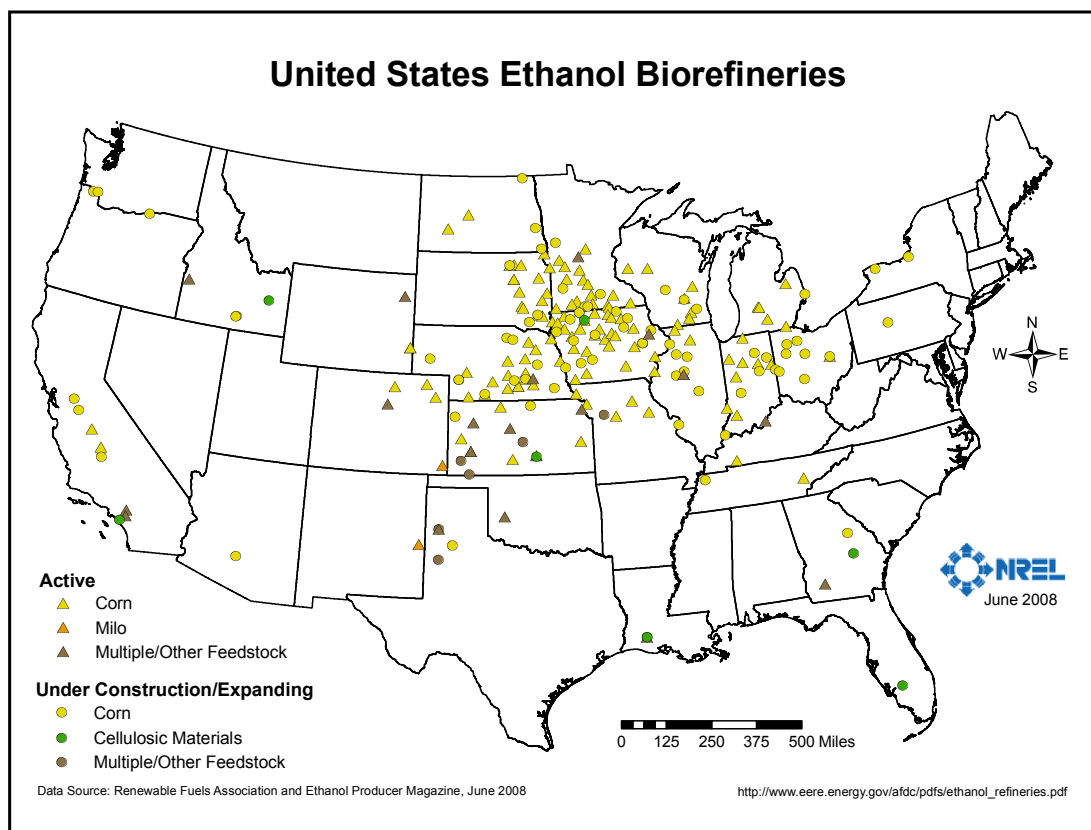 United States Ethanol Biorefineries
N
W E
S
NREL
June 2008
Active
Corn
Milo
Multiple/Other Feedstock
Under Construction/Expanding
Corn
Cellulosic Materials
Multiple/Other Feedstock
0 125 250 375 500 Miles
Data Source: Renewable Fuels Association and Ethanol Producer Magazine, June 2008
http://www.eere.energy.gov/afdc/pdfs/ethanol_refineries.pdf